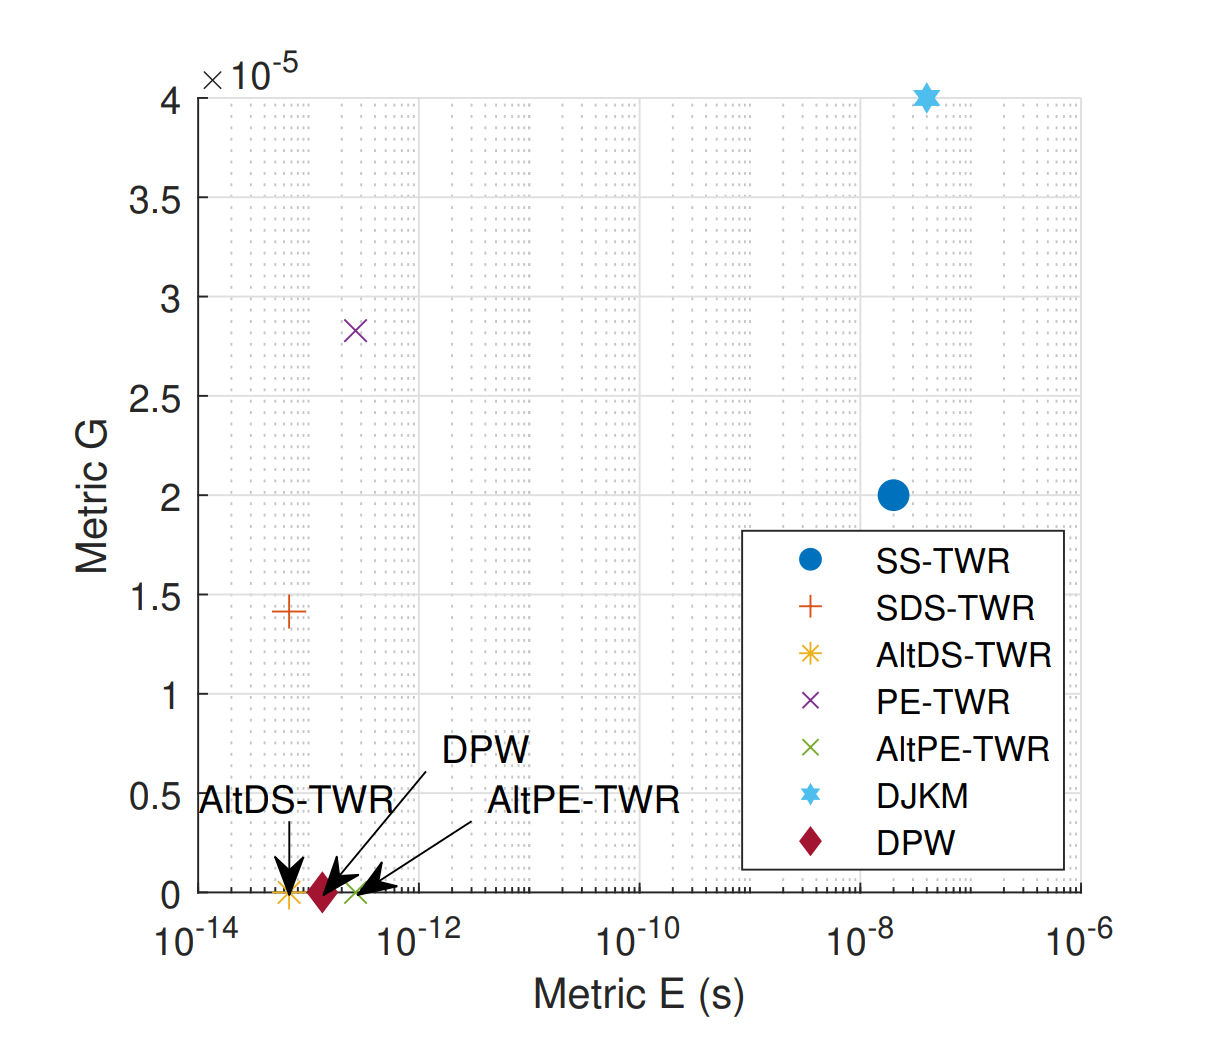 ×10⁻⁵
4
3.5
3
2.5
2
1.5
1
0.5
0
Metric G
10⁻¹⁴
10⁻¹²
10⁻¹⁰
10⁻⁸
10⁻⁶
Metric E (s)
DPW
AltDS-TWR
AltPE-TWR
SS-TWR
SDS-TWR
AltDS-TWR
PE-TWR
AltPE-TWR
DJKM
DPW